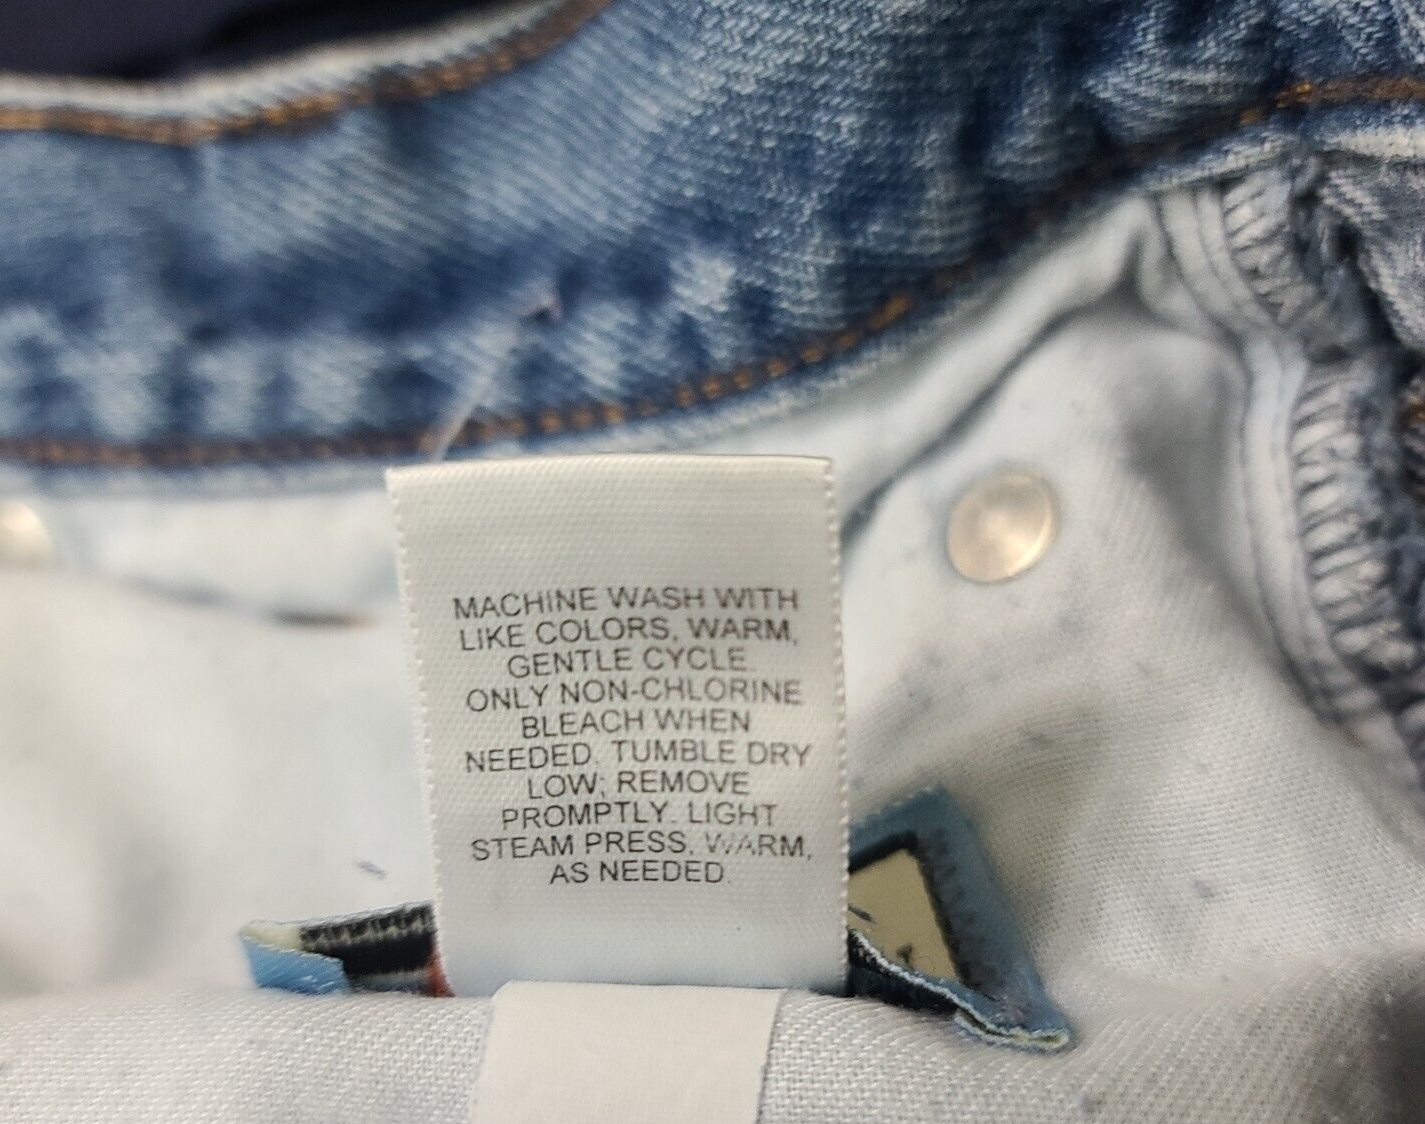 MACHINE WASH WITH
LIKE COLORS, WARM,
GENTLE CYCLE.
ONLY NON-CHLORINE
BLEACH WHEN
NEEDED. TUMBLE DRY
LOW; REMOVE
PROMPTLY. LIGHT
STEAM PRESS, WARM,
AS NEEDED.